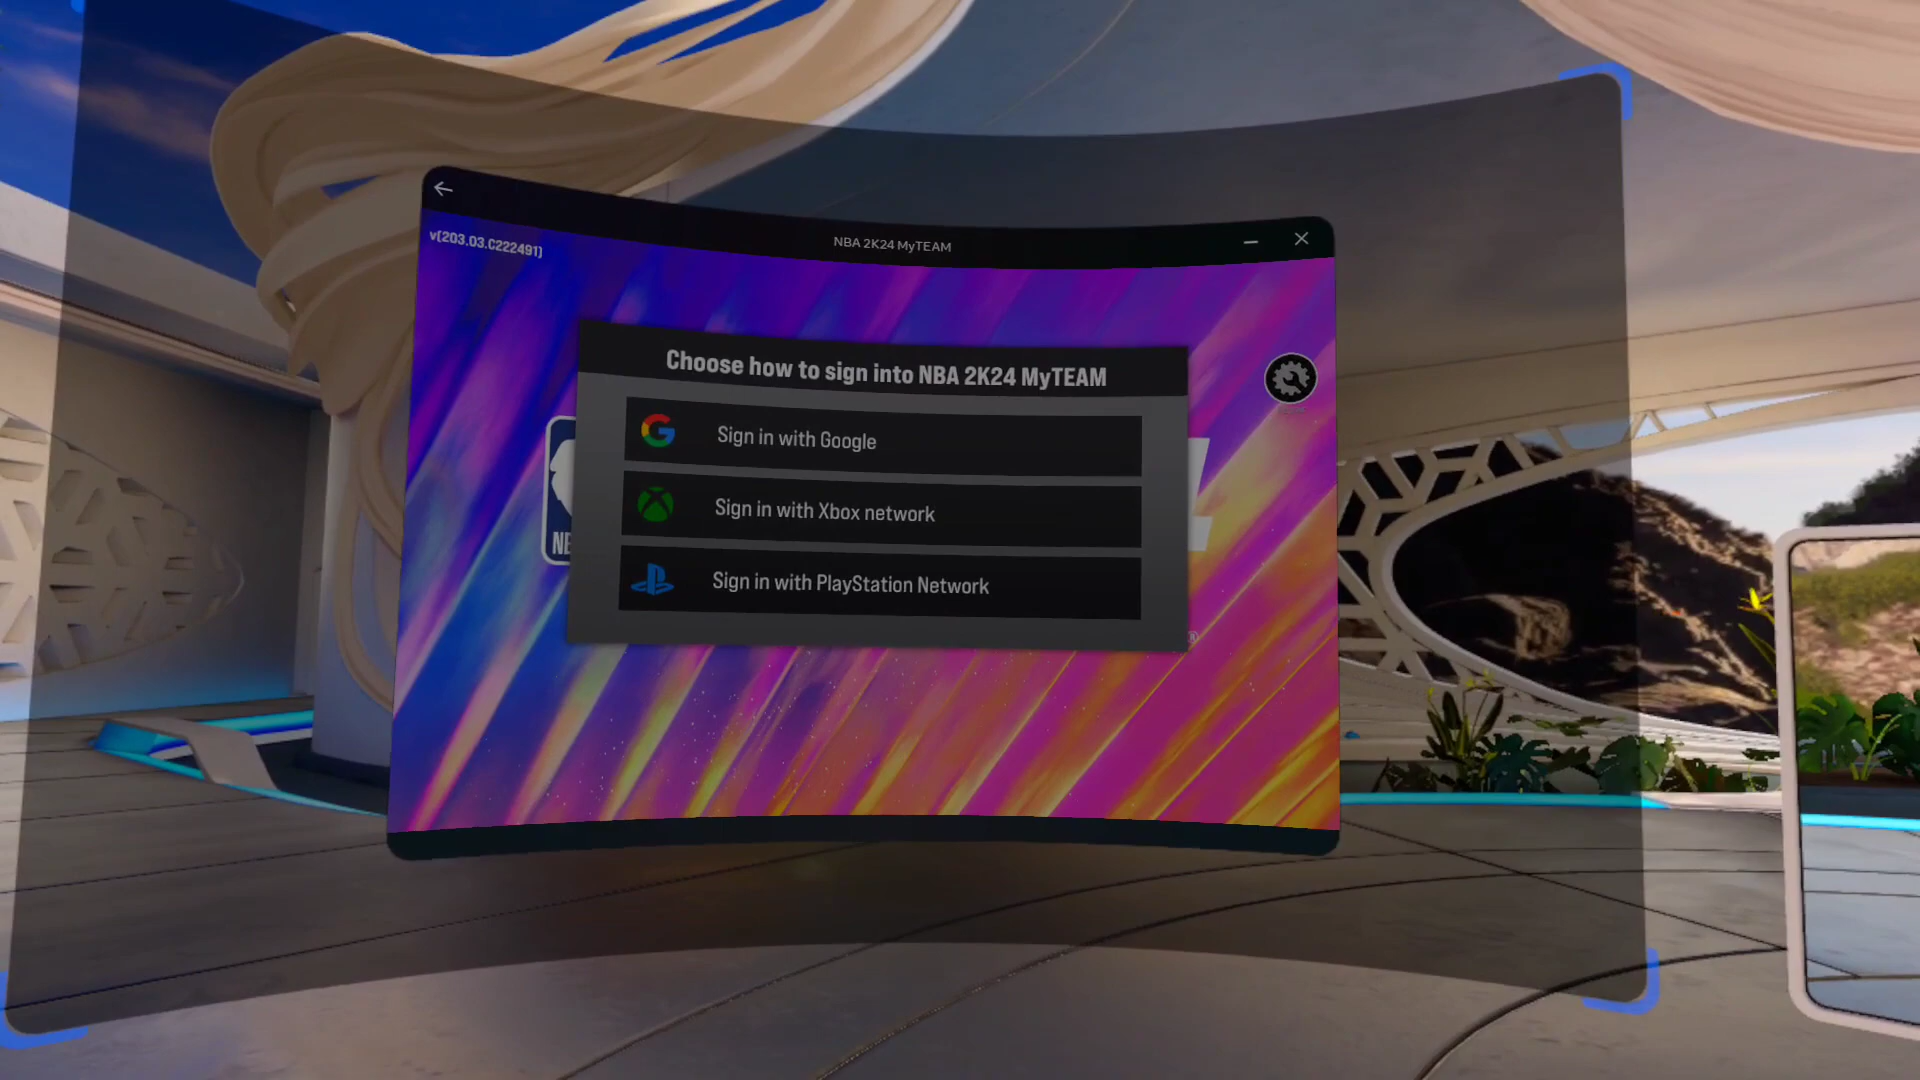 NBA 2K24 MyTEAM
v(203.03.C222491)
Choose how to sign into NBA 2K24 MyTEAM
Sign in with Google
Sign in with Xbox network
Sign in with PlayStation Network
®